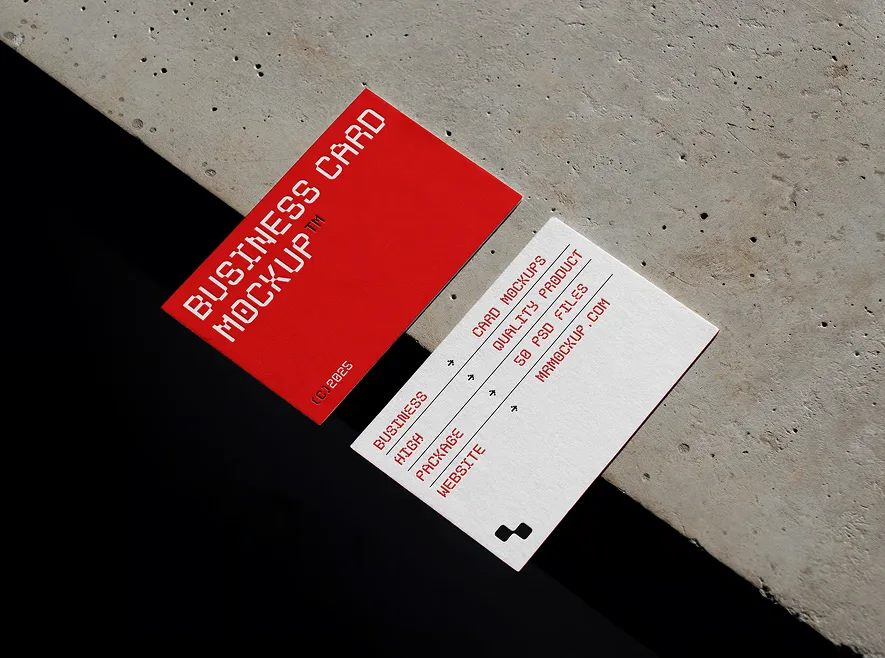 BUSINESS CARD
MOCKUP™
(C)2025
BUSINESS → CARD MOCKUPS
HIGH → QUALITY PRODUCT
PACKAGE → 50 PSD FILES
WEBSITE → MRMOCKUP.COM